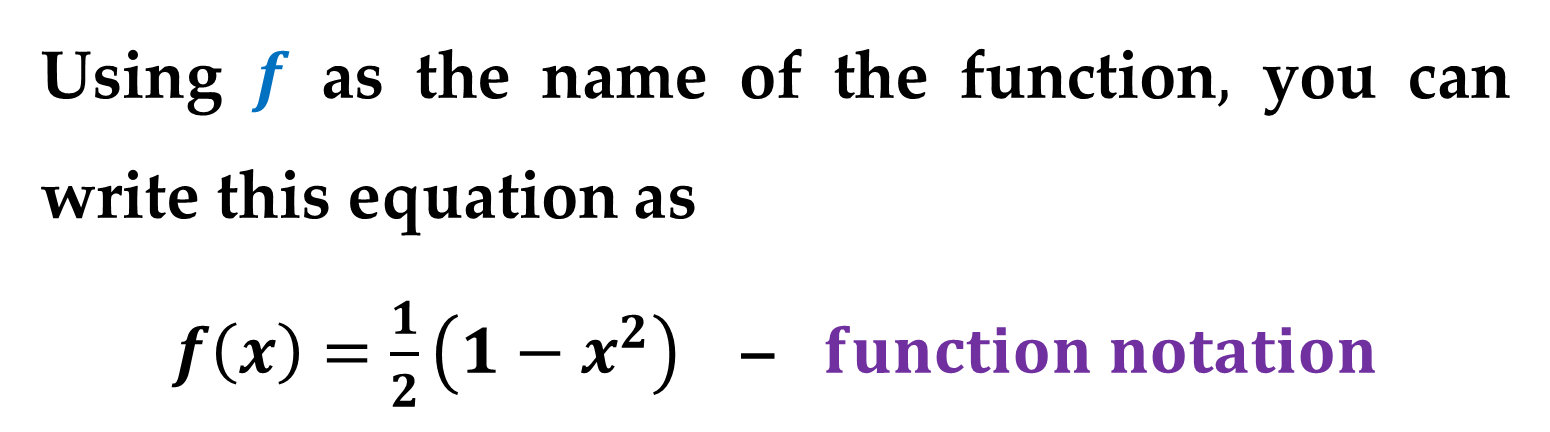 Using f as the name of the function, you can
write this equation as
f(x) = 1/2 (1 − x²) – function notation